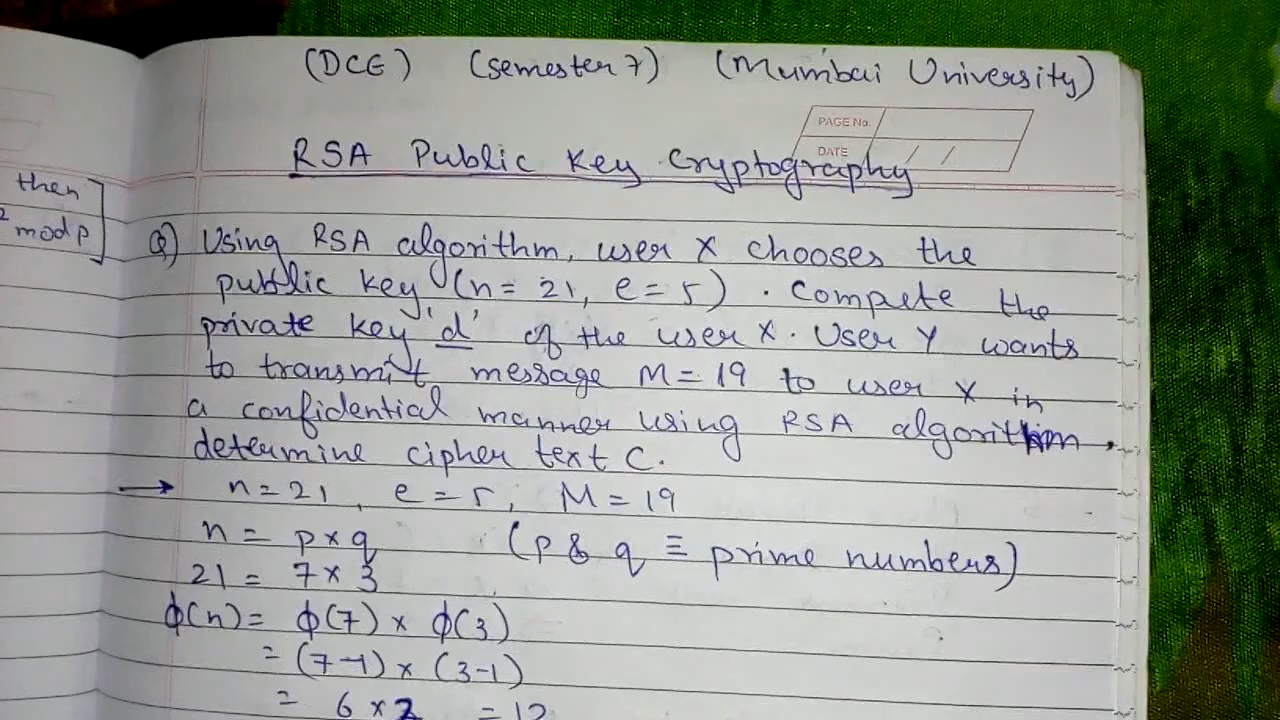 (DCE) (semester 7) (Mumbai University)
PAGE No.
DATE / /
RSA Public Key Cryptography
then
2 mod p
Q) Using RSA algorithm, user X chooses the
public key (n = 21, e = 5). Compute the
private key 'd' of the user X. User Y wants
to transmit message M = 19 to user X in
a confidential manner using RSA algorithm,
determine cipher text C.
→ n = 21, e = 5, M = 19
n = p × q (p & q ≡ prime numbers)
21 = 7 × 3
ϕ(n) = ϕ(7) × ϕ(3)
= (7-1) × (3-1)
= 6 × 2 = 12